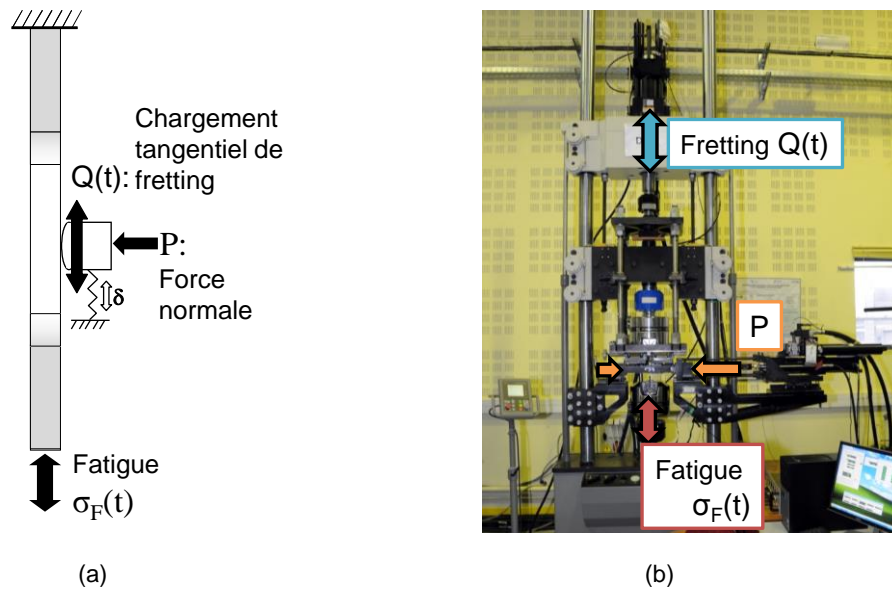 Chargement
tangentiel de
fretting
Q(t):
P:
Force
normale
δ
Fatigue
σF(t)
(a)
Fretting Q(t)
P
Fatigue
σF(t)
(b)